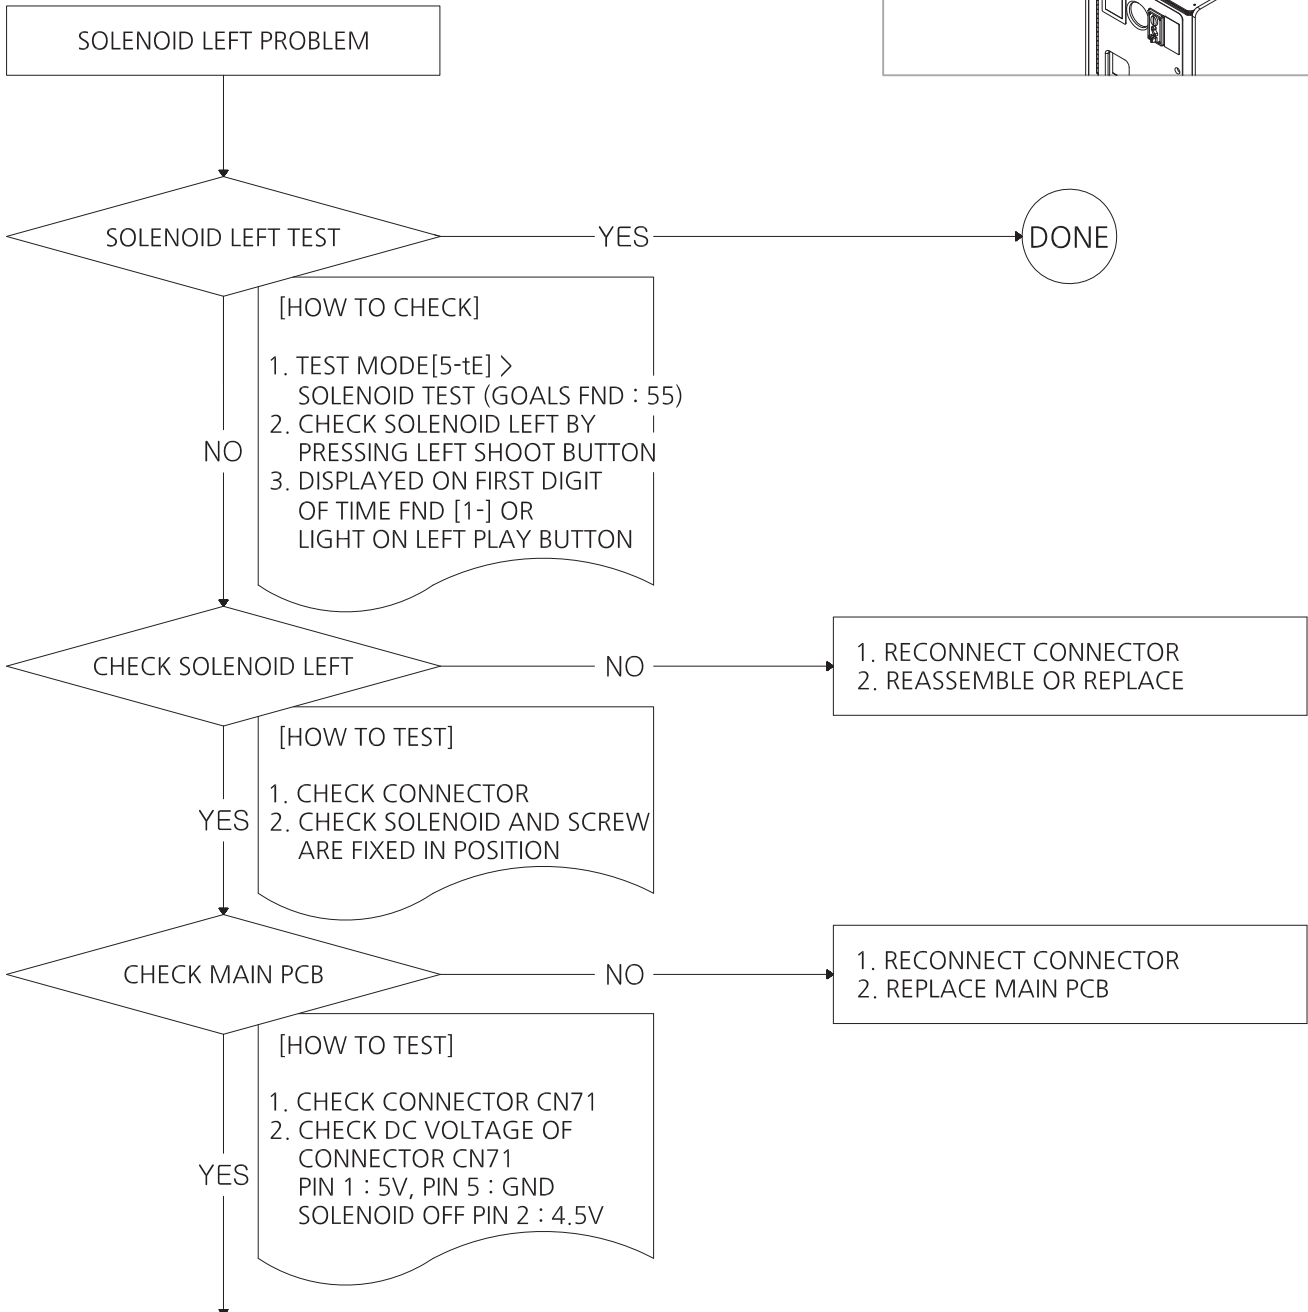 SOLENOID LEFT PROBLEM
SOLENOID LEFT TEST
YES
DONE
[HOW TO CHECK]
1. TEST MODE[5-tE] >
SOLENOID TEST (GOALS FND : 55)
2. CHECK SOLENOID LEFT BY
PRESSING LEFT SHOOT BUTTON
3. DISPLAYED ON FIRST DIGIT
OF TIME FND [1-] OR
LIGHT ON LEFT PLAY BUTTON
NO
CHECK SOLENOID LEFT
NO
1. RECONNECT CONNECTOR
2. REASSEMBLE OR REPLACE
[HOW TO TEST]
1. CHECK CONNECTOR
2. CHECK SOLENOID AND SCREW
ARE FIXED IN POSITION
YES
CHECK MAIN PCB
NO
1. RECONNECT CONNECTOR
2. REPLACE MAIN PCB
[HOW TO TEST]
1. CHECK CONNECTOR CN71
2. CHECK DC VOLTAGE OF
CONNECTOR CN71
PIN 1 : 5V, PIN 5 : GND
SOLENOID OFF PIN 2 : 4.5V
YES